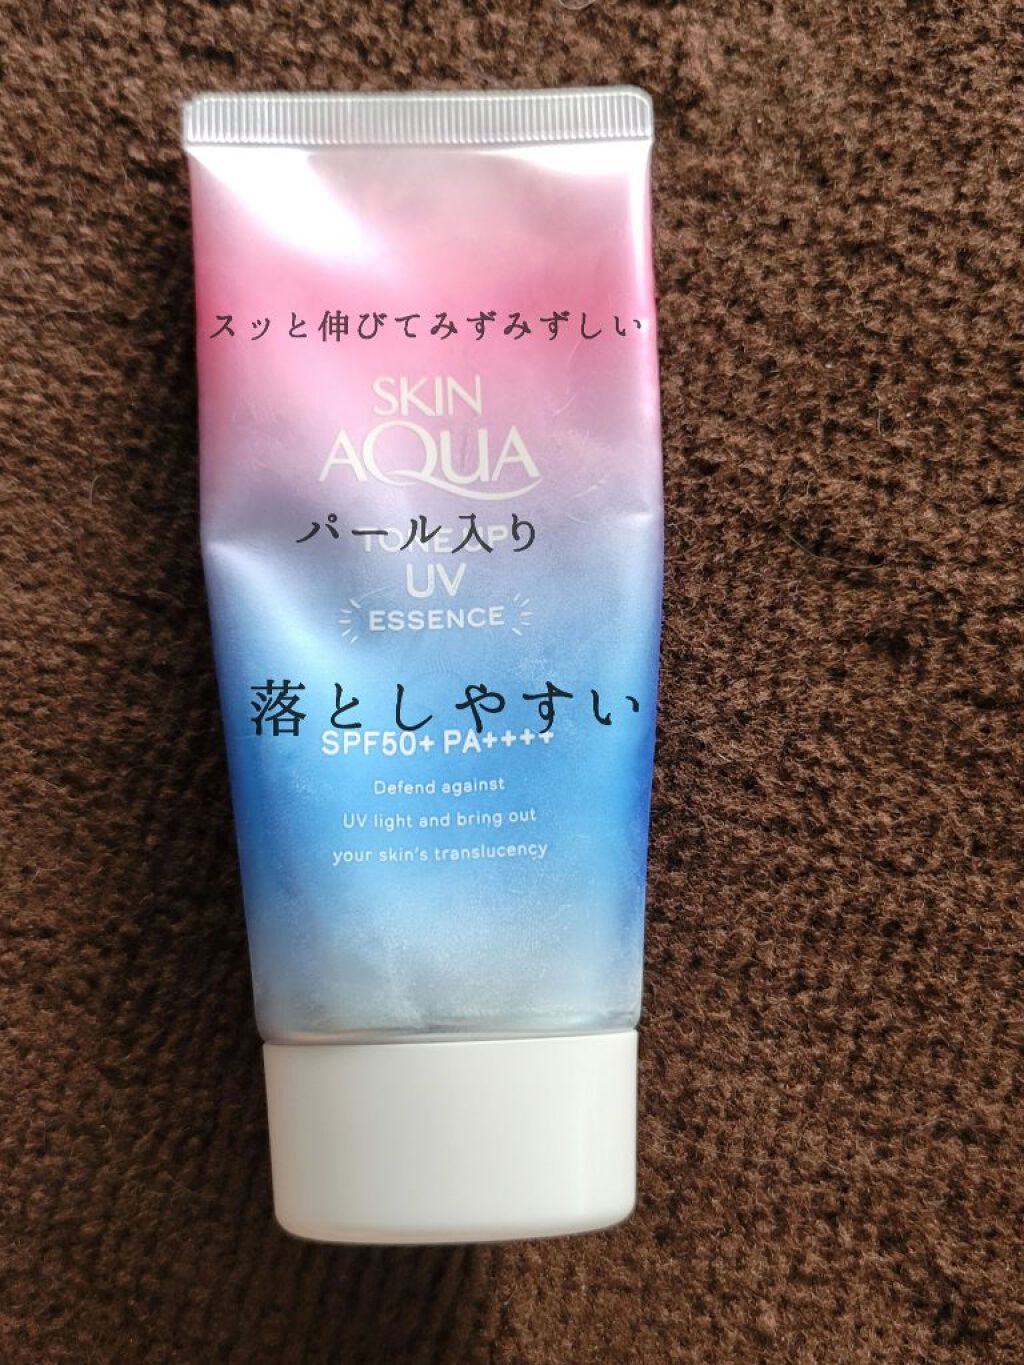 スッと伸びてみずみずしい
SKIN
AQUA
パール入り
TONE UP
UV
ESSENCE
落としやすい
SPF50+ PA++++
Defend against
UV light and bring out
your skin's translucency